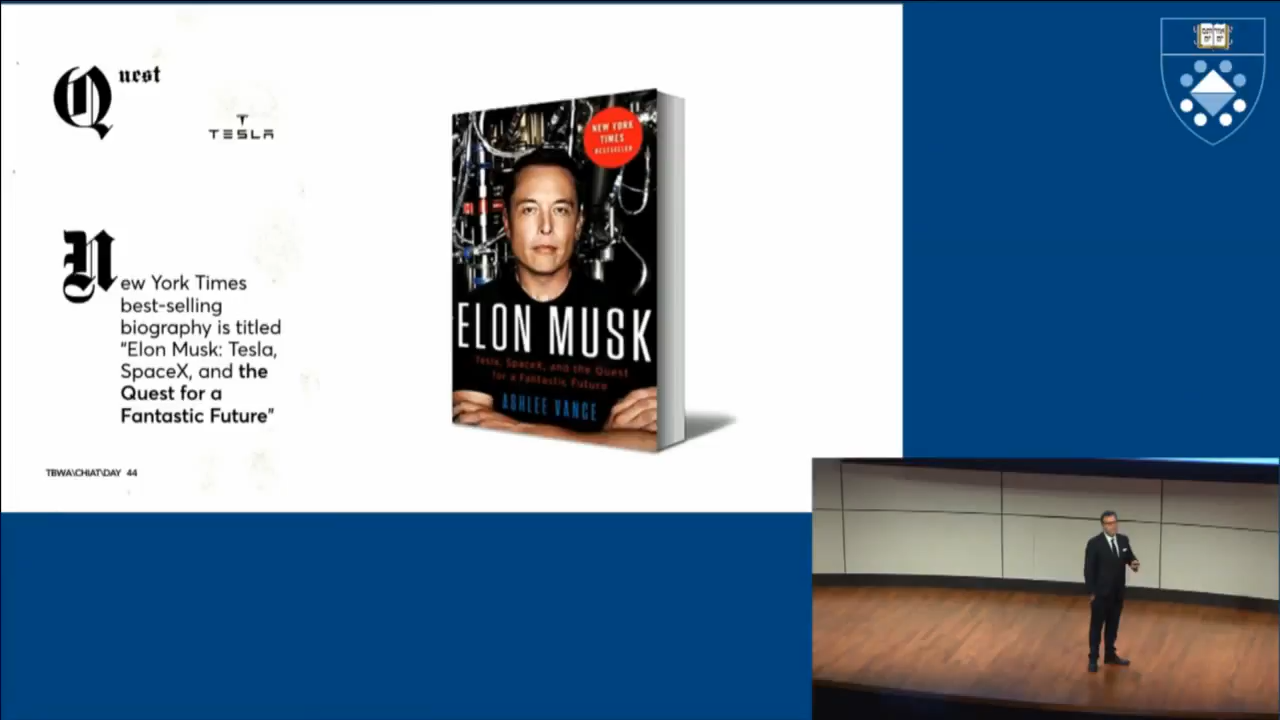 Quest
TESLA
New York Times
best-selling
biography is titled
"Elon Musk: Tesla,
SpaceX, and the
Quest for a
Fantastic Future"
TBWA\CHIAT\DAY 44
NEW YORK
TIMES
BESTSELLER
ELON MUSK
Tesla, SpaceX, and the Quest
for a Fantastic Future
ASHLEE VANCE